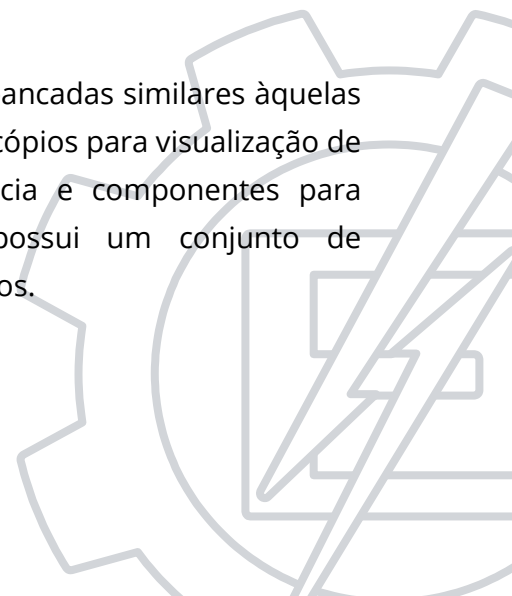 ancadas similares àquelas
cópios para visualização de
cia e componentes para
possui um conjunto de
os.